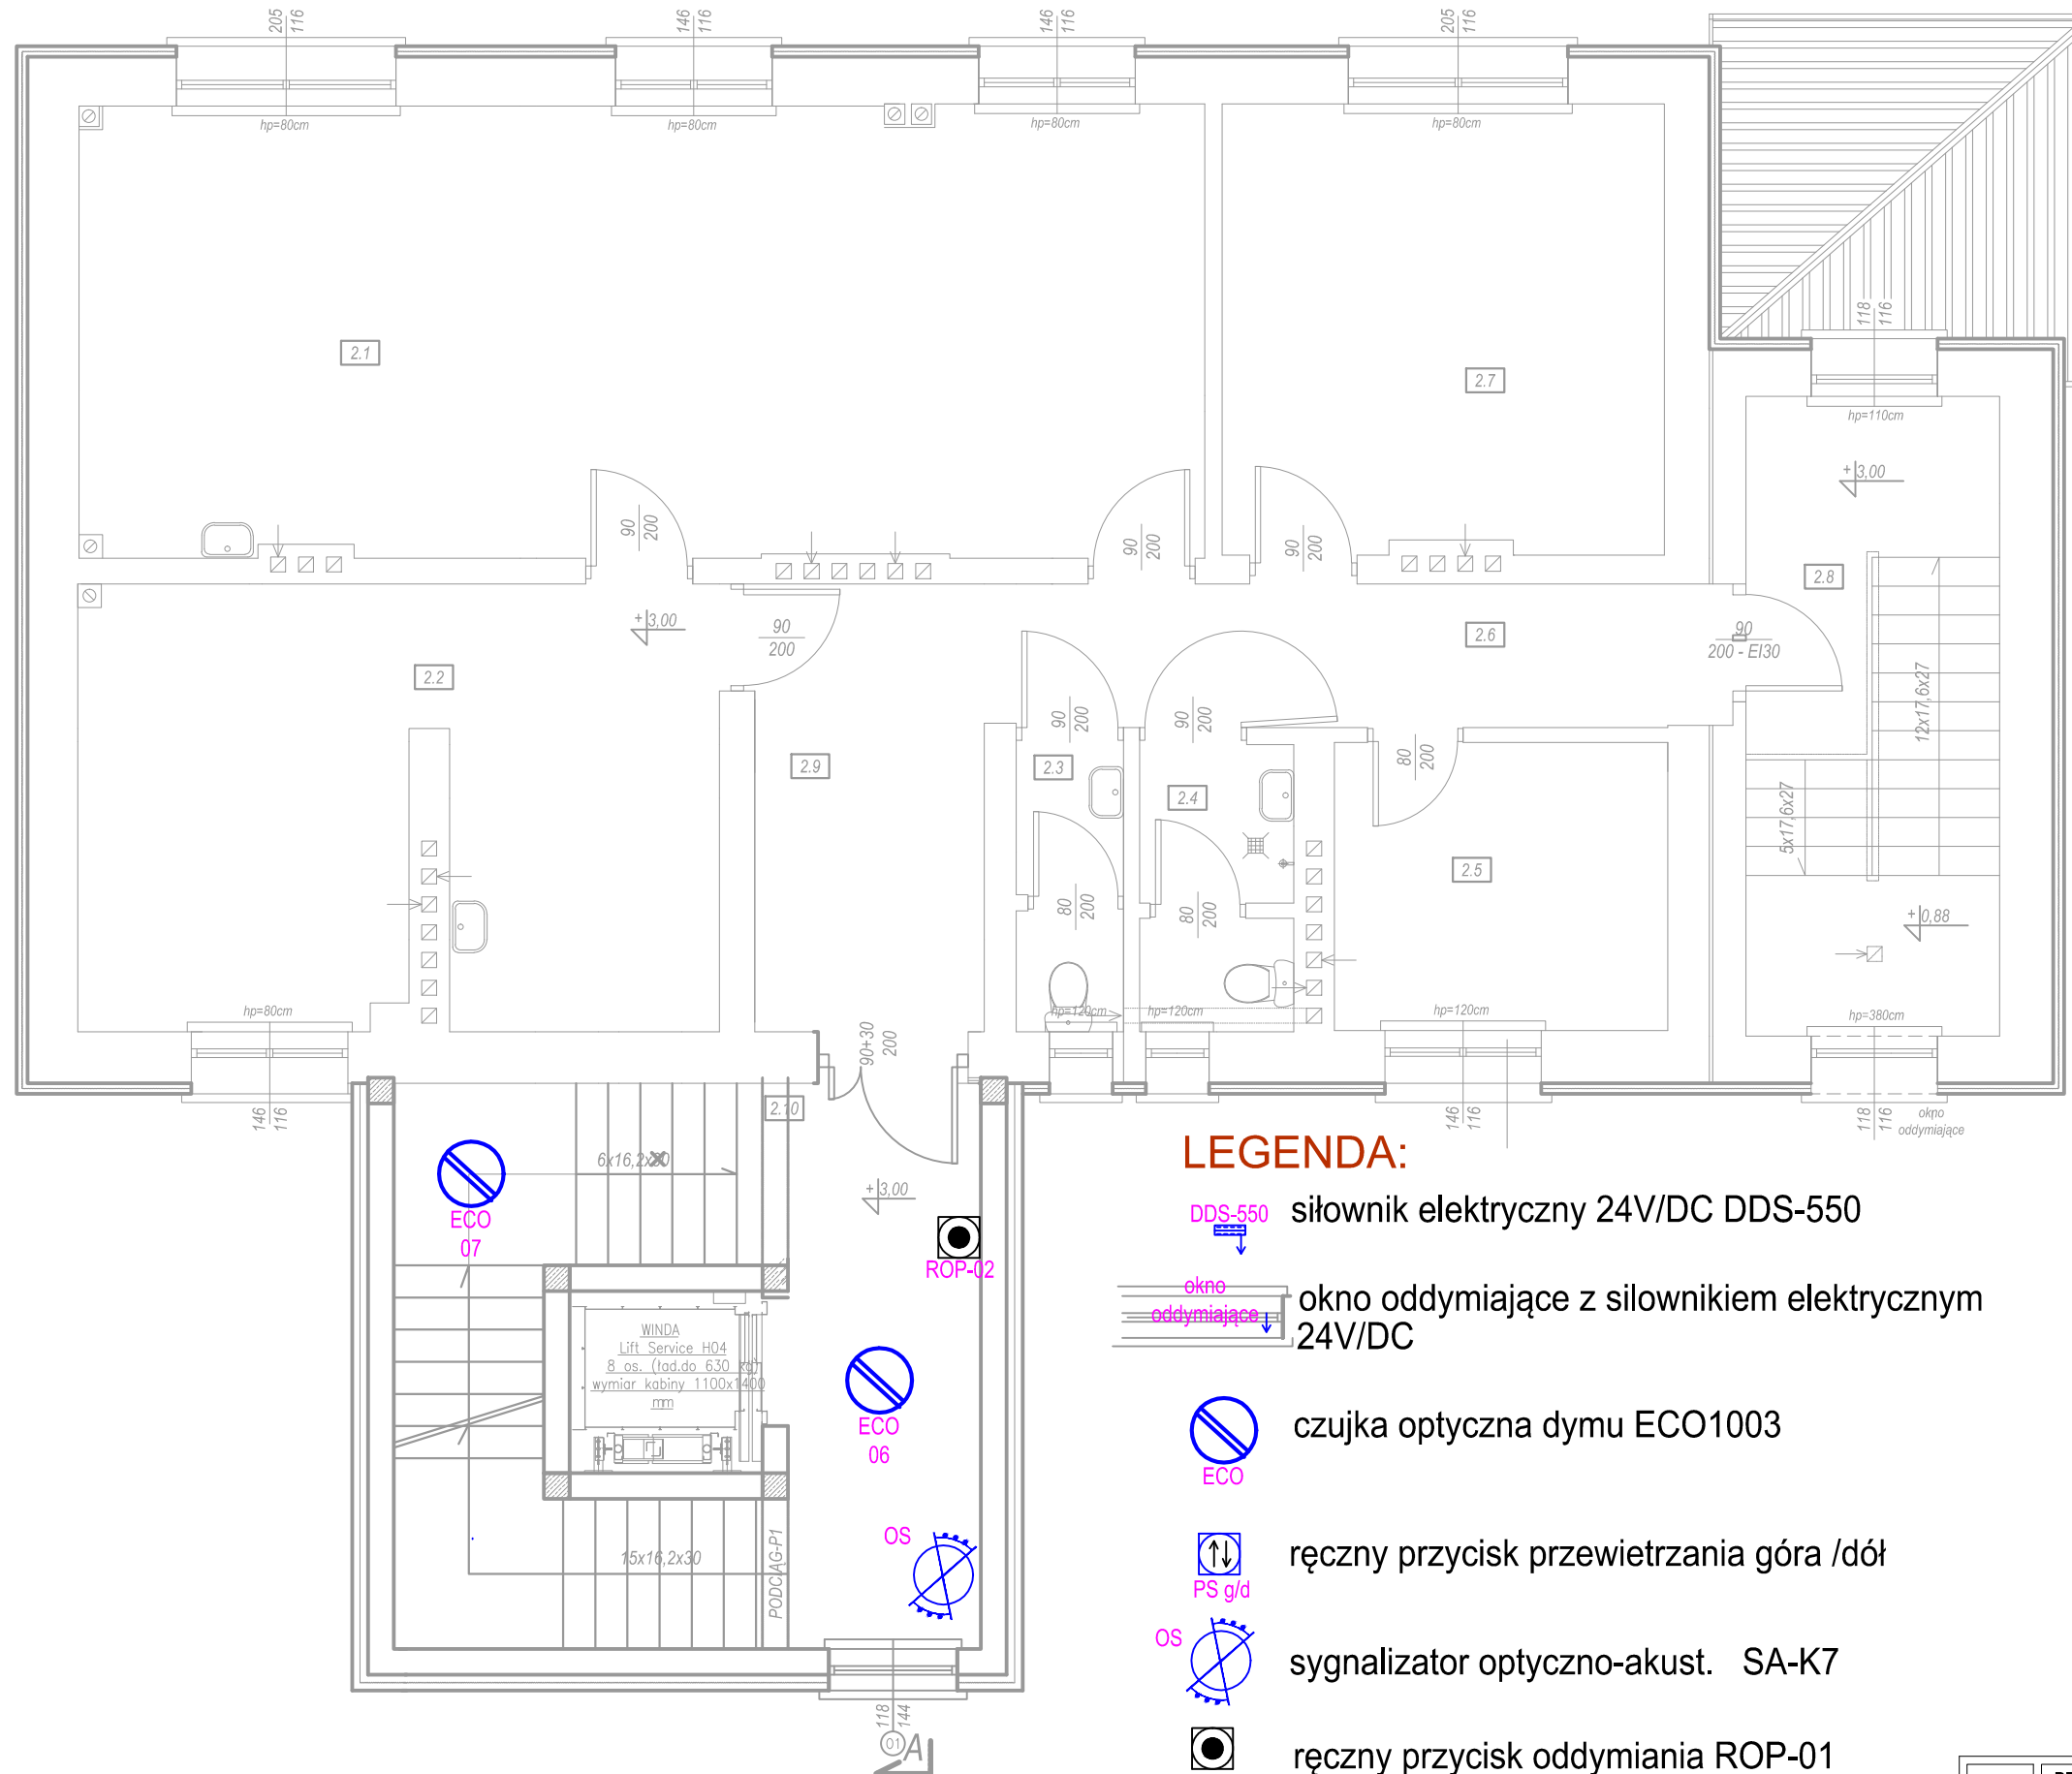 205
116
146
116
146
116
205
116
hp=80cm
hp=80cm
hp=80cm
hp=80cm
118
116
hp=110cm
2.1
2.7
+3,00
90
200
90
200
90
200
2.8
+3,00
90
200
2.6
90
200 - EI30
2.2
12x17,6x27
90
200
90
200
80
200
2.9
2.3
2.4
5x17,6x27
2.5
80
200
80
200
+0,88
hp=80cm
hp=120cm
hp=120cm
hp=120cm
hp=380cm
90+30
200
146
116
2.10
146
116
118
116
okno
oddymiające
LEGENDA:
6x16,2x30
ECO
07
+3,00
DDS-550
siłownik elektryczny 24V/DC DDS-550
ROP-02
okno
oddymiające
okno oddymiające z silownikiem elektrycznym
24V/DC
WINDA
Lift Service H04
8 os. (ład.do 630 kg)
wymiar kabiny 1100x1400
mm
ECO
06
czujka optyczna dymu ECO1003
ECO
OS
15x16,2x30
PODCIĄG-P1
ręczny przycisk przewietrzania góra /dół
PS g/d
OS
sygnalizator optyczno-akust. SA-K7
118
144
01
A
ręczny przycisk oddymiania ROP-01